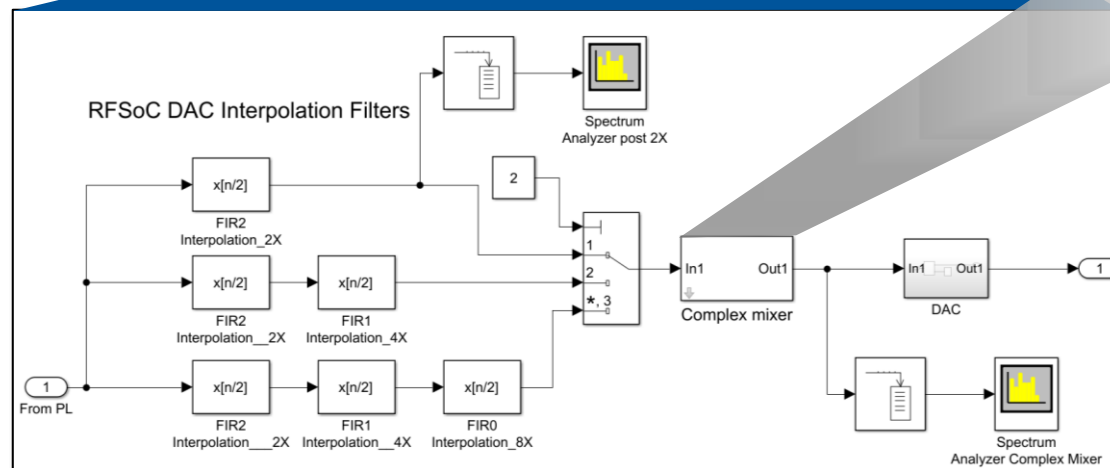 RFSoC DAC Interpolation Filters
Spectrum
Analyzer post 2X
x[n/2]
FIR2
Interpolation_2X
2
1
2
*, 3
x[n/2]
FIR2
Interpolation__2X
x[n/2]
FIR1
Interpolation_4X
In1
Out1
Complex mixer
In1
Out1
DAC
1
1
From PL
x[n/2]
FIR2
Interpolation___2X
x[n/2]
FIR1
Interpolation__4X
x[n/2]
FIR0
Interpolation_8X
Spectrum
Analyzer Complex Mixer